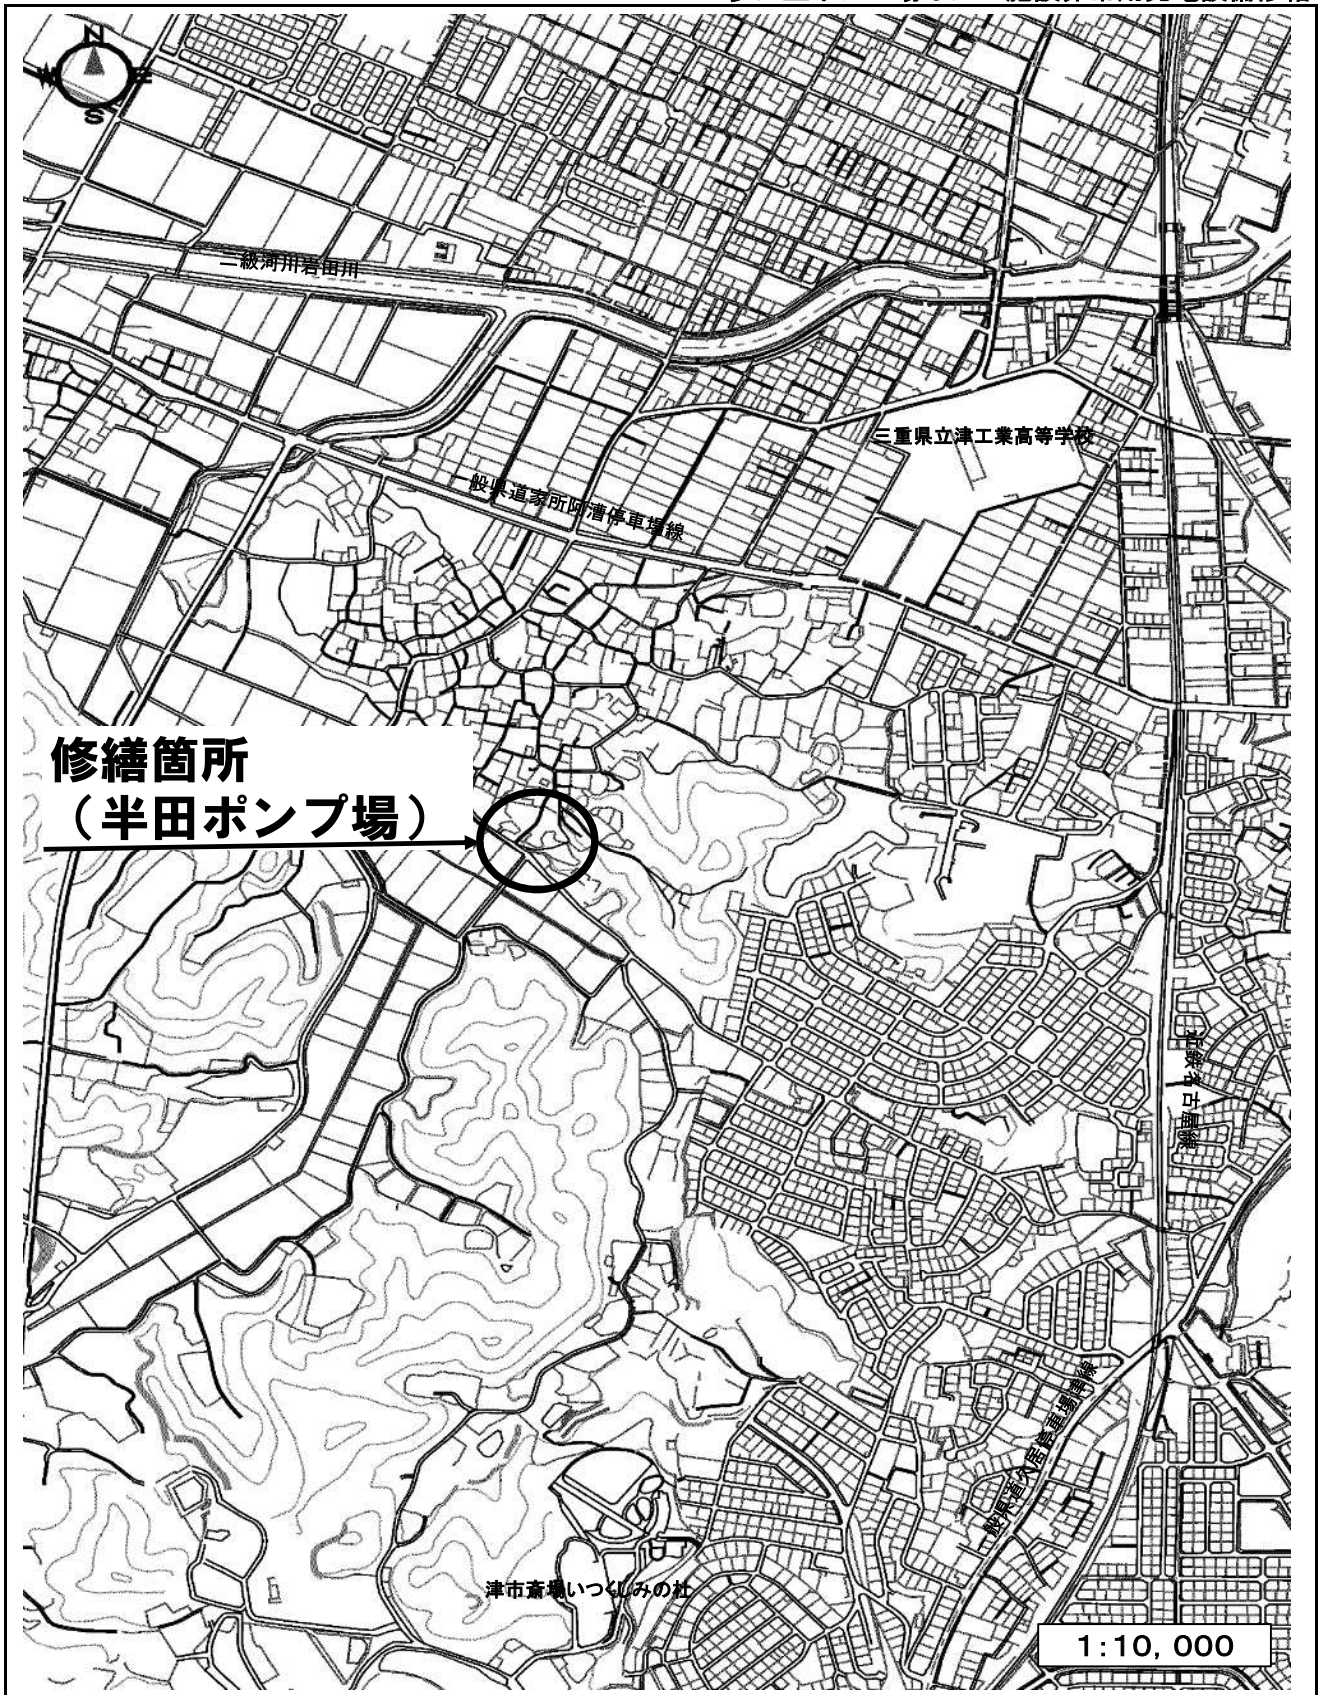 N
W E
S
二級河川岩田川
三重県立津工業高等学校
一般県道家所阿漕停車場線
修繕箇所
（半田ポンプ場）
近鉄名古屋線
一般県道久居停車場津線
津市斎場いつくしみの杜
1:10,000